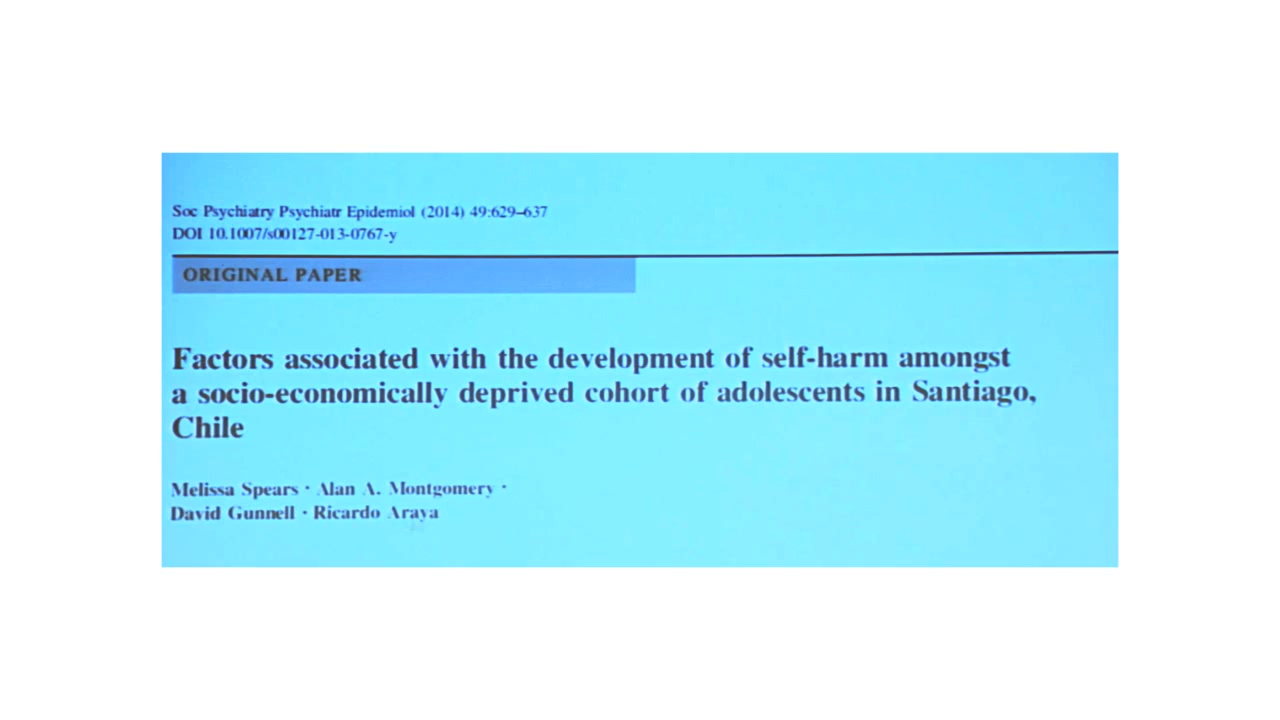 Soc Psychiatry Psychiatr Epidemiol (2014) 49:629–637
DOI 10.1007/s00127-013-0767-y
ORIGINAL PAPER
Factors associated with the development of self-harm amongst
a socio-economically deprived cohort of adolescents in Santiago,
Chile
Melissa Spears · Alan A. Montgomery ·
David Gunnell · Ricardo Araya